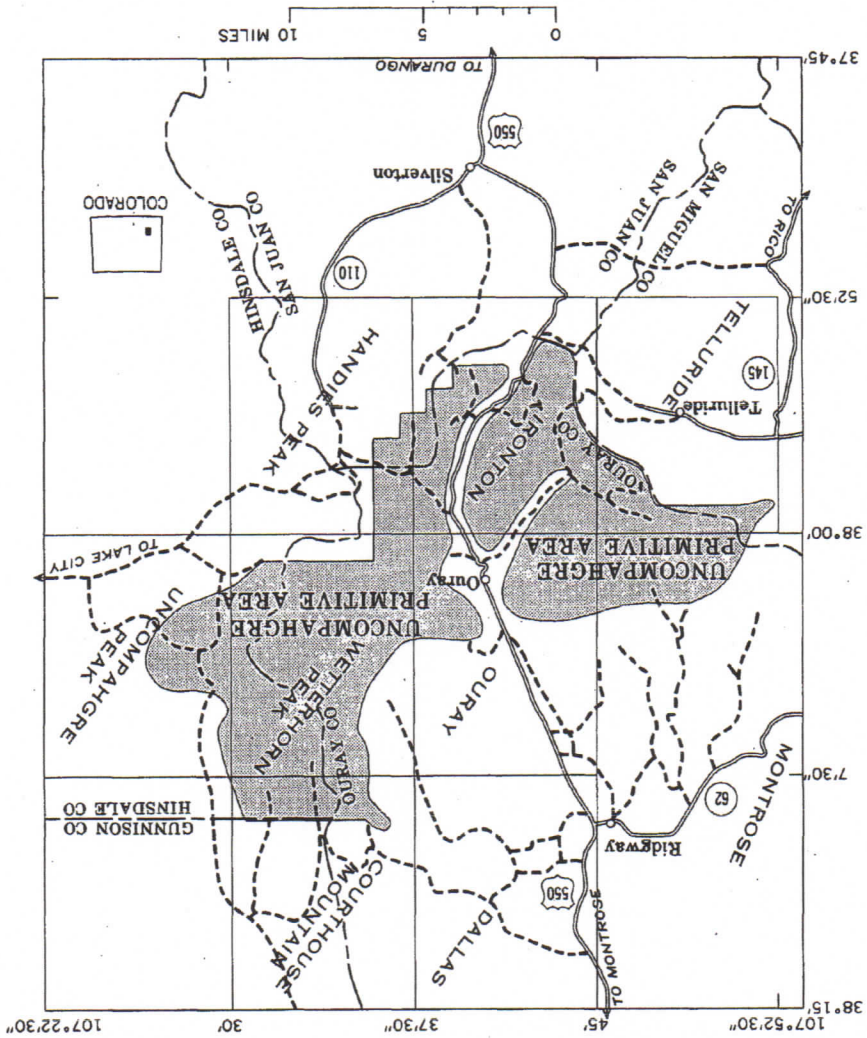 107°52'30"
45'
37'30"
30'
107°22'30"
38°15'
TO MONTROSE
550
DALLAS
COURTHOUSE
MOUNTAIN
Ridgway
62
MONTROSE
GUNNISON CO
HINSDALE CO
7'30"
OURAY CO
WETTERHORN
PEAK
OURAY
UNCOMPAHGRE
PEAK
UNCOMPAHGRE
PRIMITIVE AREA
Ouray
TO LAKE CITY
UNCOMPAHGRE
PRIMITIVE AREA
38°00'
OURAY CO
IRONTON
HANDIES PEAK
Telluride
145
TELLURIDE
52'30"
110
HINSDALE CO
SAN JUAN CO
SAN MIGUEL CO
SAN JUAN CO
TO RICO
COLORADO
Silverton
550
TO DURANGO
37°45'
0
5
10 MILES